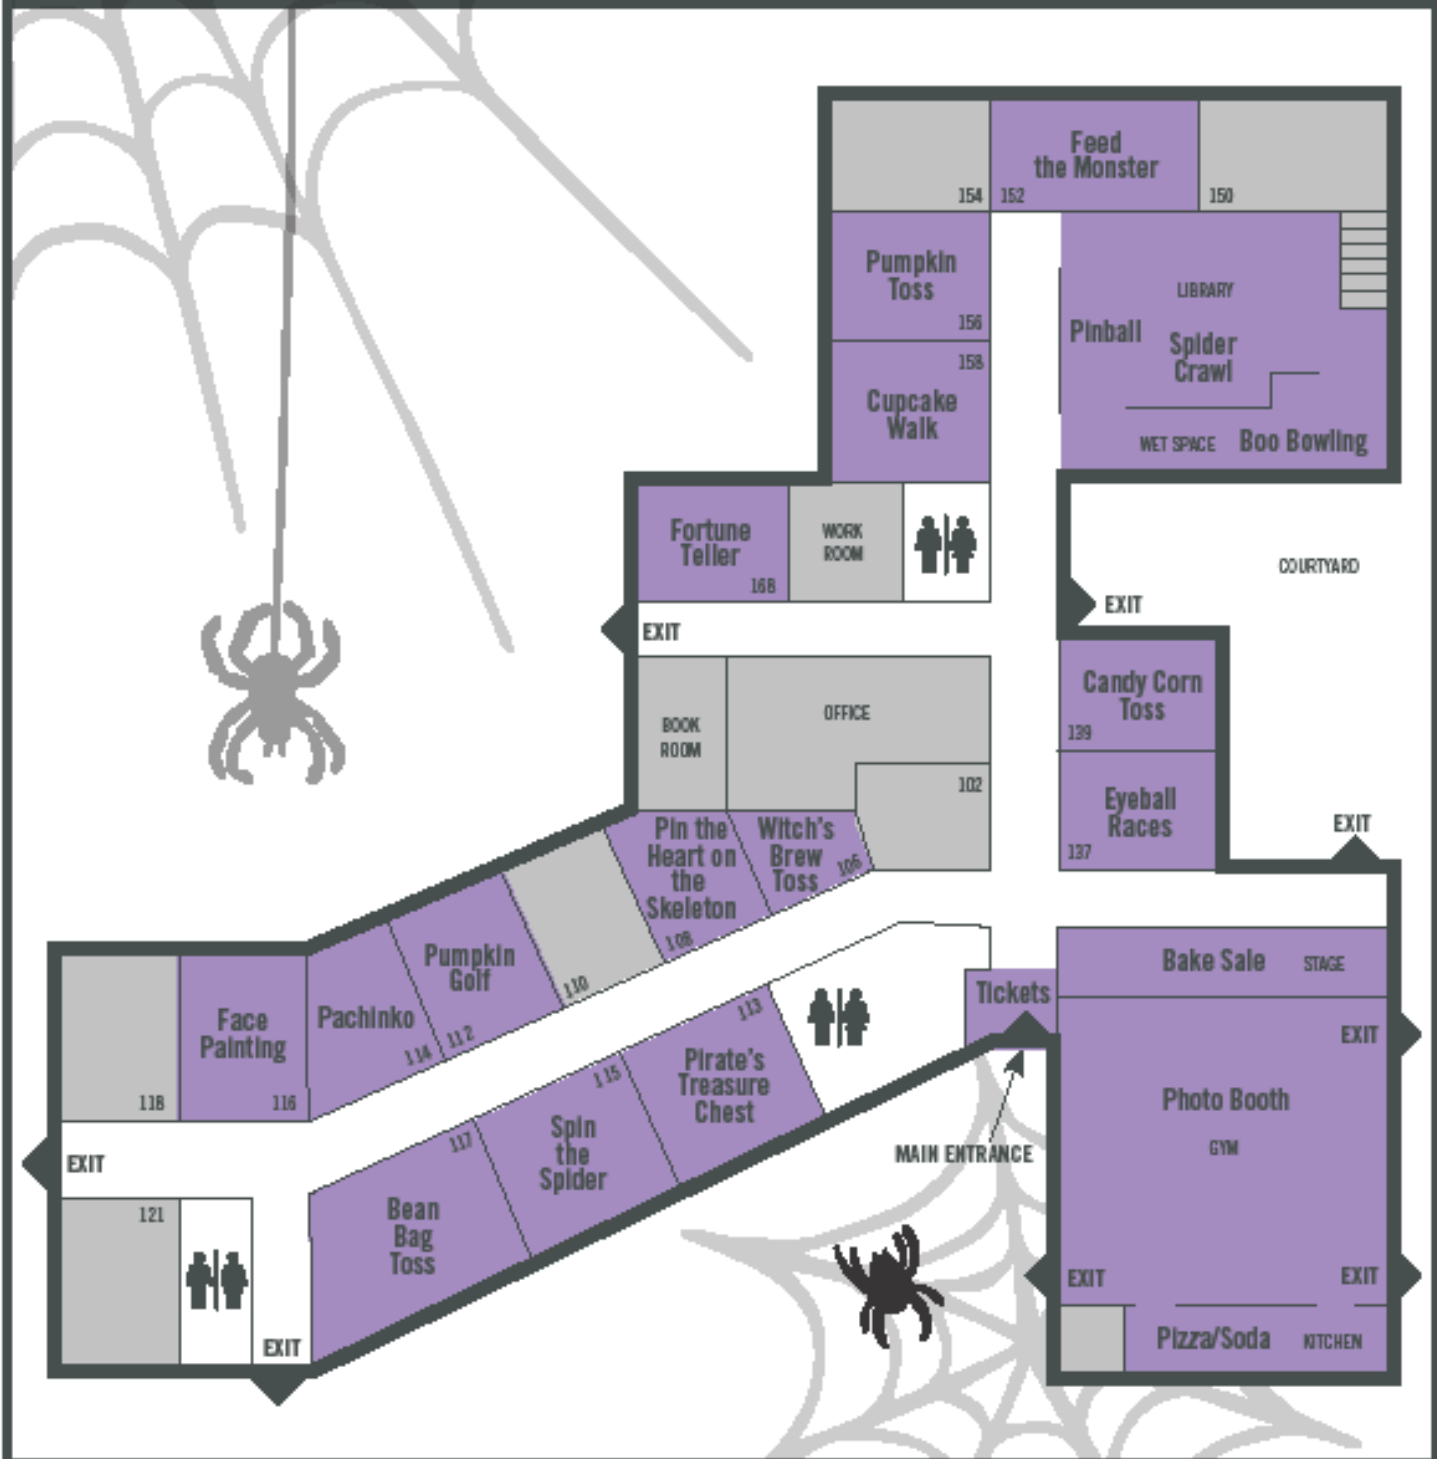 Feed
the Monster
154
152
150
Pumpkin
Toss
156
LIBRARY
Pinball
Spider
Crawl
158
Cupcake
Walk
WET SPACE
Boo Bowling
Fortune
Teller
168
WORK
ROOM
COURTYARD
EXIT
EXIT
Candy Corn
Toss
139
BOOK
ROOM
OFFICE
102
Eyeball
Races
137
EXIT
Pin the
Heart on
the
Skeleton
108
Witch's
Brew
Toss
106
Pumpkin
Golf
112
110
Bake Sale
STAGE
Tickets
Face
Painting
116
Pachinko
114
118
113
Pirate's
Treasure
Chest
115
Spin
the
Spider
117
Bean
Bag
Toss
EXIT
Photo Booth
GYM
MAIN ENTRANCE
EXIT
121
EXIT
EXIT
EXIT
Pizza/Soda
KITCHEN
EXIT